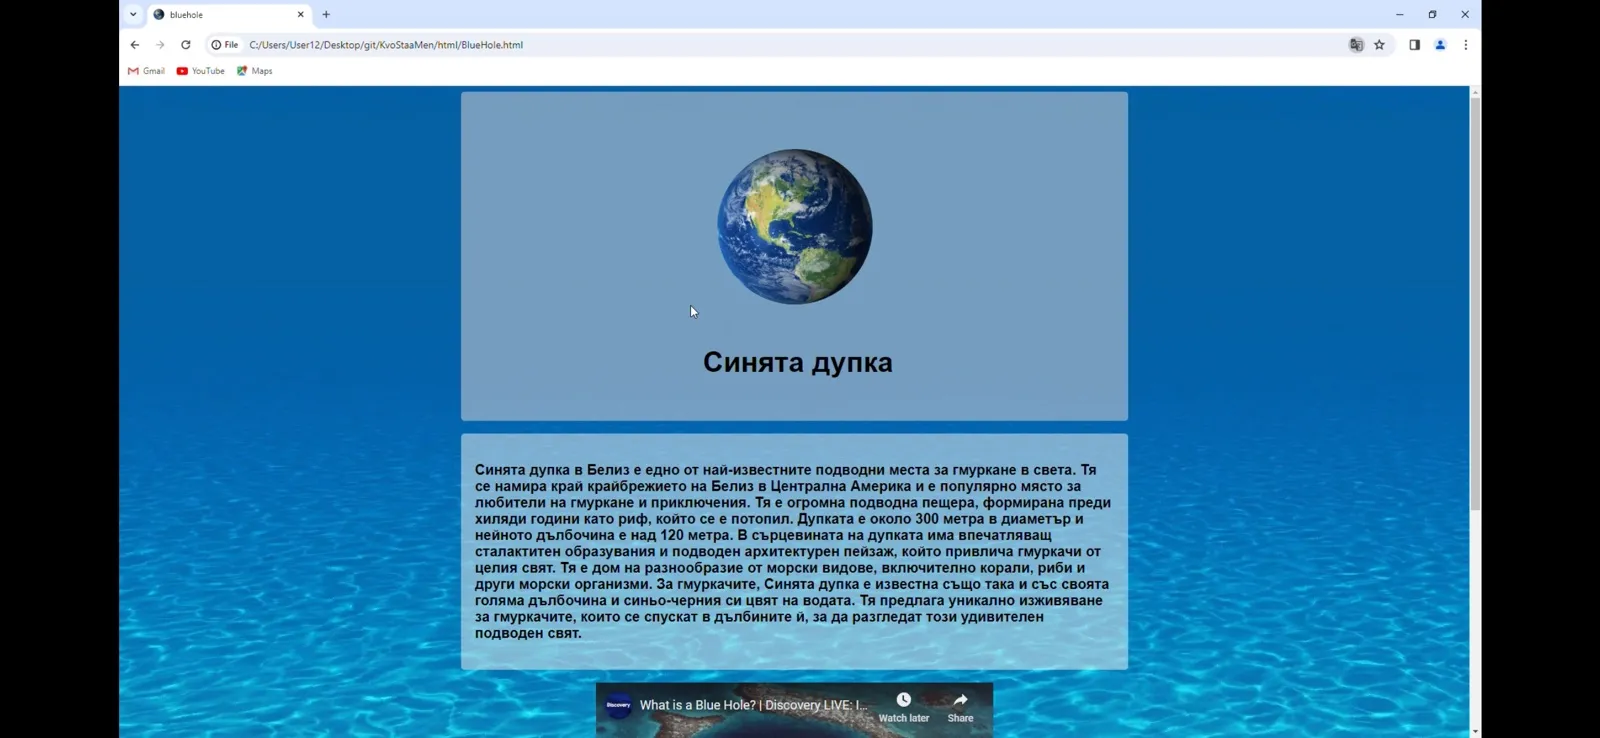 bluehole
File C:/Users/User12/Desktop/git/KvoStaaMen/html/BlueHole.html
Gmail YouTube Maps
Синята дупка
Синята дупка в Белиз е едно от най-известните подводни места за гмуркане в света. Тя
се намира край крайбрежието на Белиз в Централна Америка и е популярно място за
любители на гмуркане и приключения. Тя е огромна подводна пещера, формирана преди
хиляди години като риф, който се е потопил. Дупката е около 300 метра в диаметър и
нейното дълбочина е над 120 метра. В сърцевината на дупката има впечатляващ
сталактитен образувания и подводен архитектурен пейзаж, който привлича гмуркачи от
целия свят. Тя е дом на разнообразие от морски видове, включително корали, риби и
други морски организми. За гмуркачите, Синята дупка е известна също така и със своята
голяма дълбочина и синьо-черния си цвят на водата. Тя предлага уникално изживяване
за гмуркачите, които се спускат в дълбините ѝ, за да разгледат този удивителен
подводен свят.
Discovery What is a Blue Hole? | Discovery LIVE: I...
Watch later Share